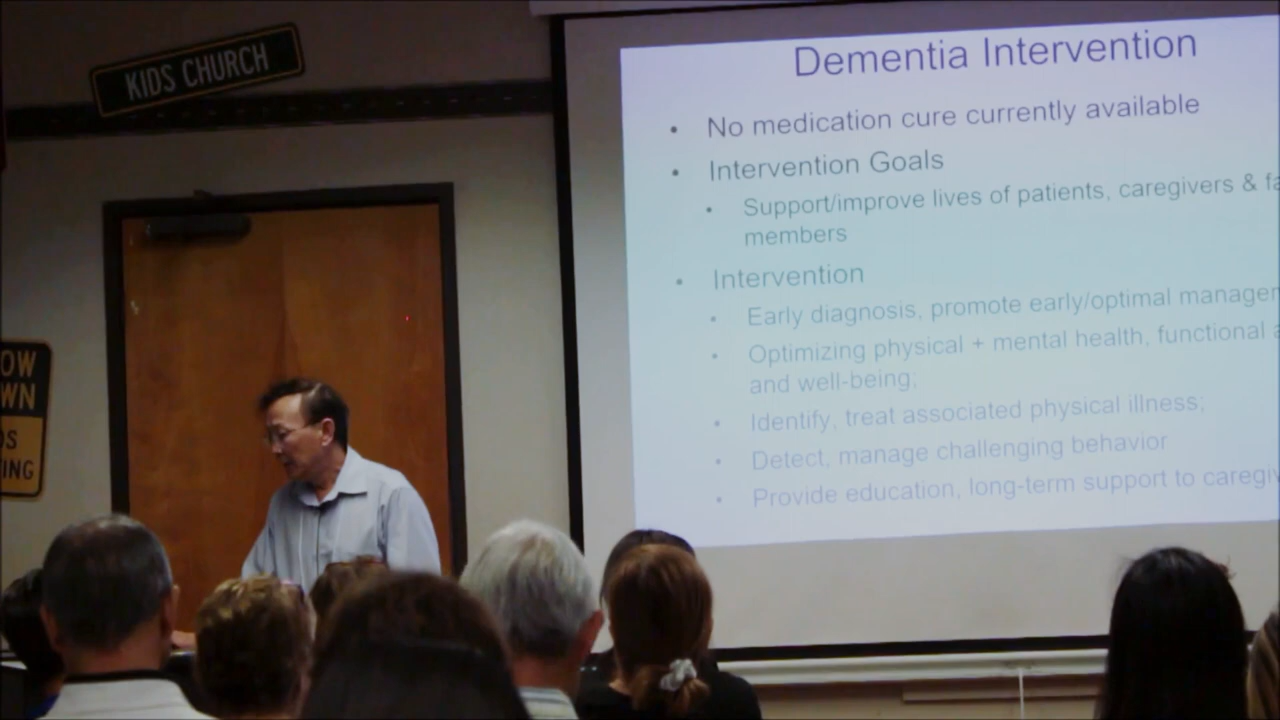 KIDS CHURCH
Dementia Intervention
• No medication cure currently available
• Intervention Goals
• Support/improve lives of patients, caregivers &
members
• Intervention
• Early diagnosis, promote early/optimal
• Optimizing physical + mental health, functional
and well-being;
• Identify, treat associated physical illness;
• Detect, manage challenging behavior
• Provide education, long-term support to
OW
WN
ING